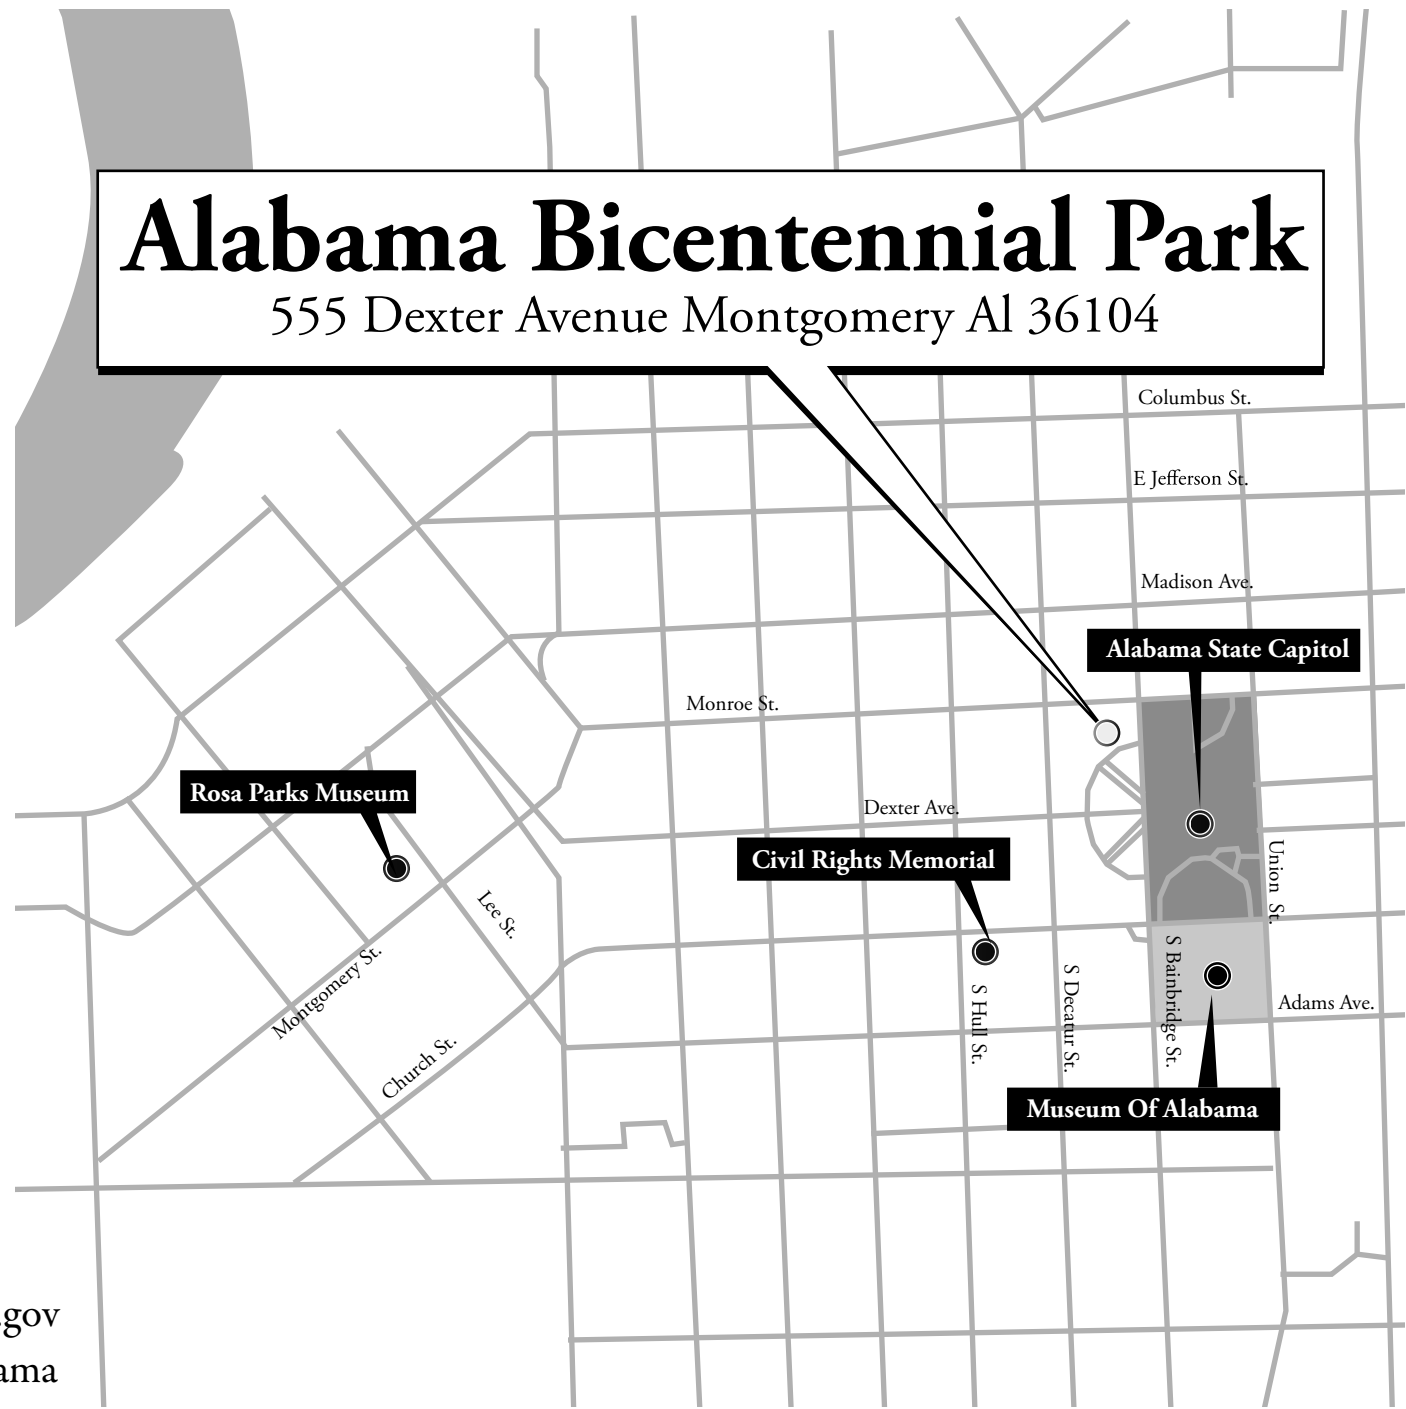 Alabama Bicentennial Park
555 Dexter Avenue Montgomery Al 36104
Columbus St.
E Jefferson St.
Madison Ave.
Alabama State Capitol
Monroe St.
Rosa Parks Museum
Dexter Ave.
Civil Rights Memorial
Union St.
Lee St.
Montgomery St.
S Hull St.
S Decatur St.
S Bainbridge St.
Adams Ave.
Church St.
Museum Of Alabama
.gov
ama